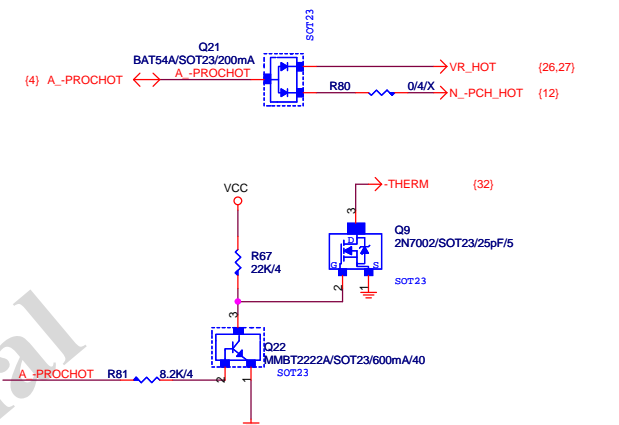 SOT23
Q21
BAT54A/SOT23/200mA
{4} A_-PROCHOT
A_-PROCHOT
VR_HOT {26,27}
R80 0/4/X
N_-PCH_HOT {12}
-THERM {32}
VCC
3
Q9
2N7002/SOT23/25pF/5
D
G
S
R67
22K/4
SOT23
2
1
3
Q22
MMBT2222A/SOT23/600mA/40
SOT23
A_-PROCHOT R81 8.2K/4
2
1